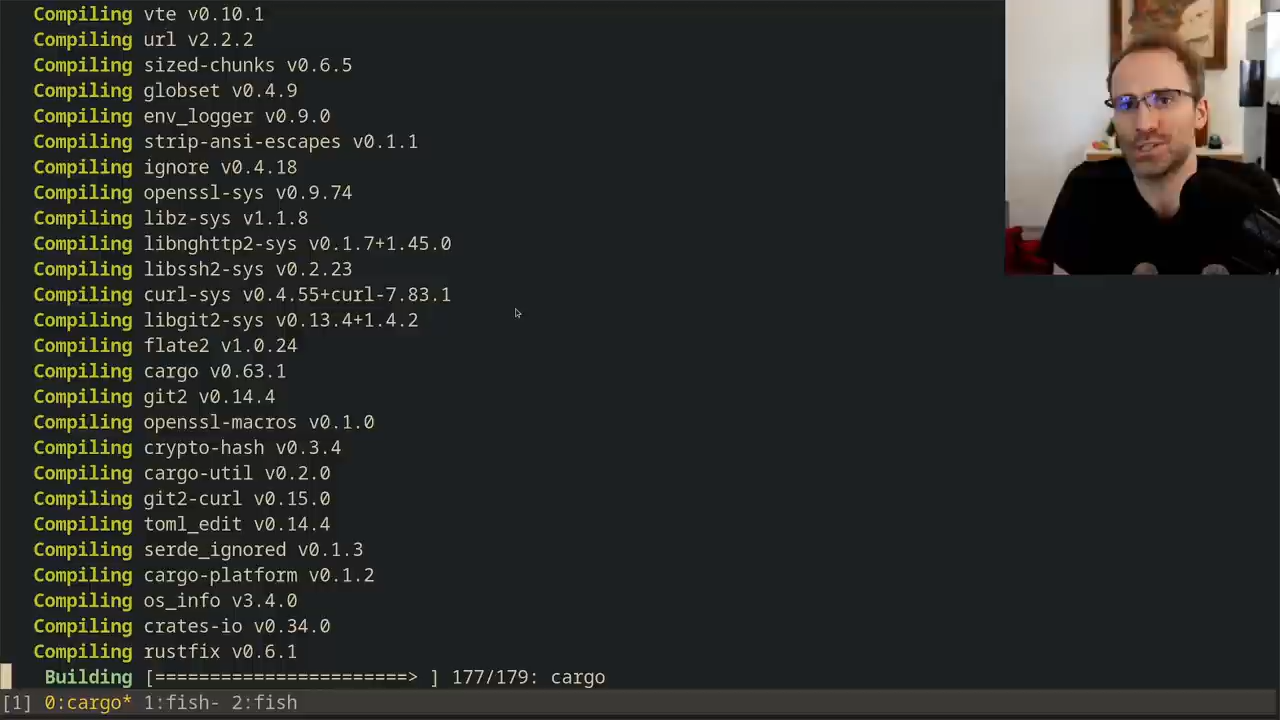 Compiling vte v0.10.1
Compiling url v2.2.2
Compiling sized-chunks v0.6.5
Compiling globset v0.4.9
Compiling env_logger v0.9.0
Compiling strip-ansi-escapes v0.1.1
Compiling ignore v0.4.18
Compiling openssl-sys v0.9.74
Compiling libz-sys v1.1.8
Compiling libnghttp2-sys v0.1.7+1.45.0
Compiling libssh2-sys v0.2.23
Compiling curl-sys v0.4.55+curl-7.83.1
Compiling libgit2-sys v0.13.4+1.4.2
Compiling flate2 v1.0.24
Compiling cargo v0.63.1
Compiling git2 v0.14.4
Compiling openssl-macros v0.1.0
Compiling crypto-hash v0.3.4
Compiling cargo-util v0.2.0
Compiling git2-curl v0.15.0
Compiling toml_edit v0.14.4
Compiling serde_ignored v0.1.3
Compiling cargo-platform v0.1.2
Compiling os_info v3.4.0
Compiling crates-io v0.34.0
Compiling rustfix v0.6.1
Building [=======================> ] 177/179: cargo
[1] 0:cargo* 1:fish- 2:fish